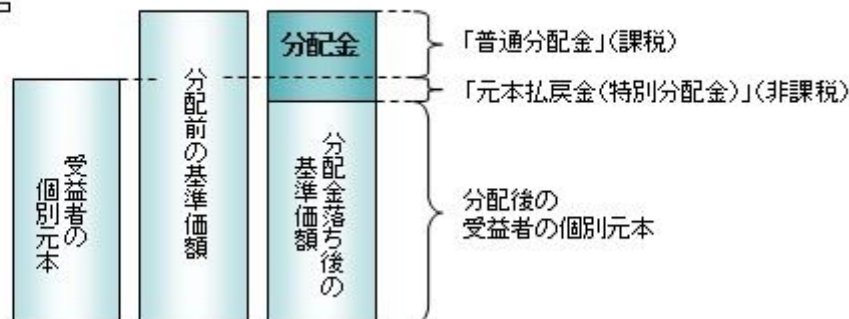 分配金
「普通分配金」(課税)
「元本払戻金(特別分配金)」(非課税)
受益者の
個別元本
分配前の基準価額
分配金落ち後の
基準価額
分配後の
受益者の個別元本